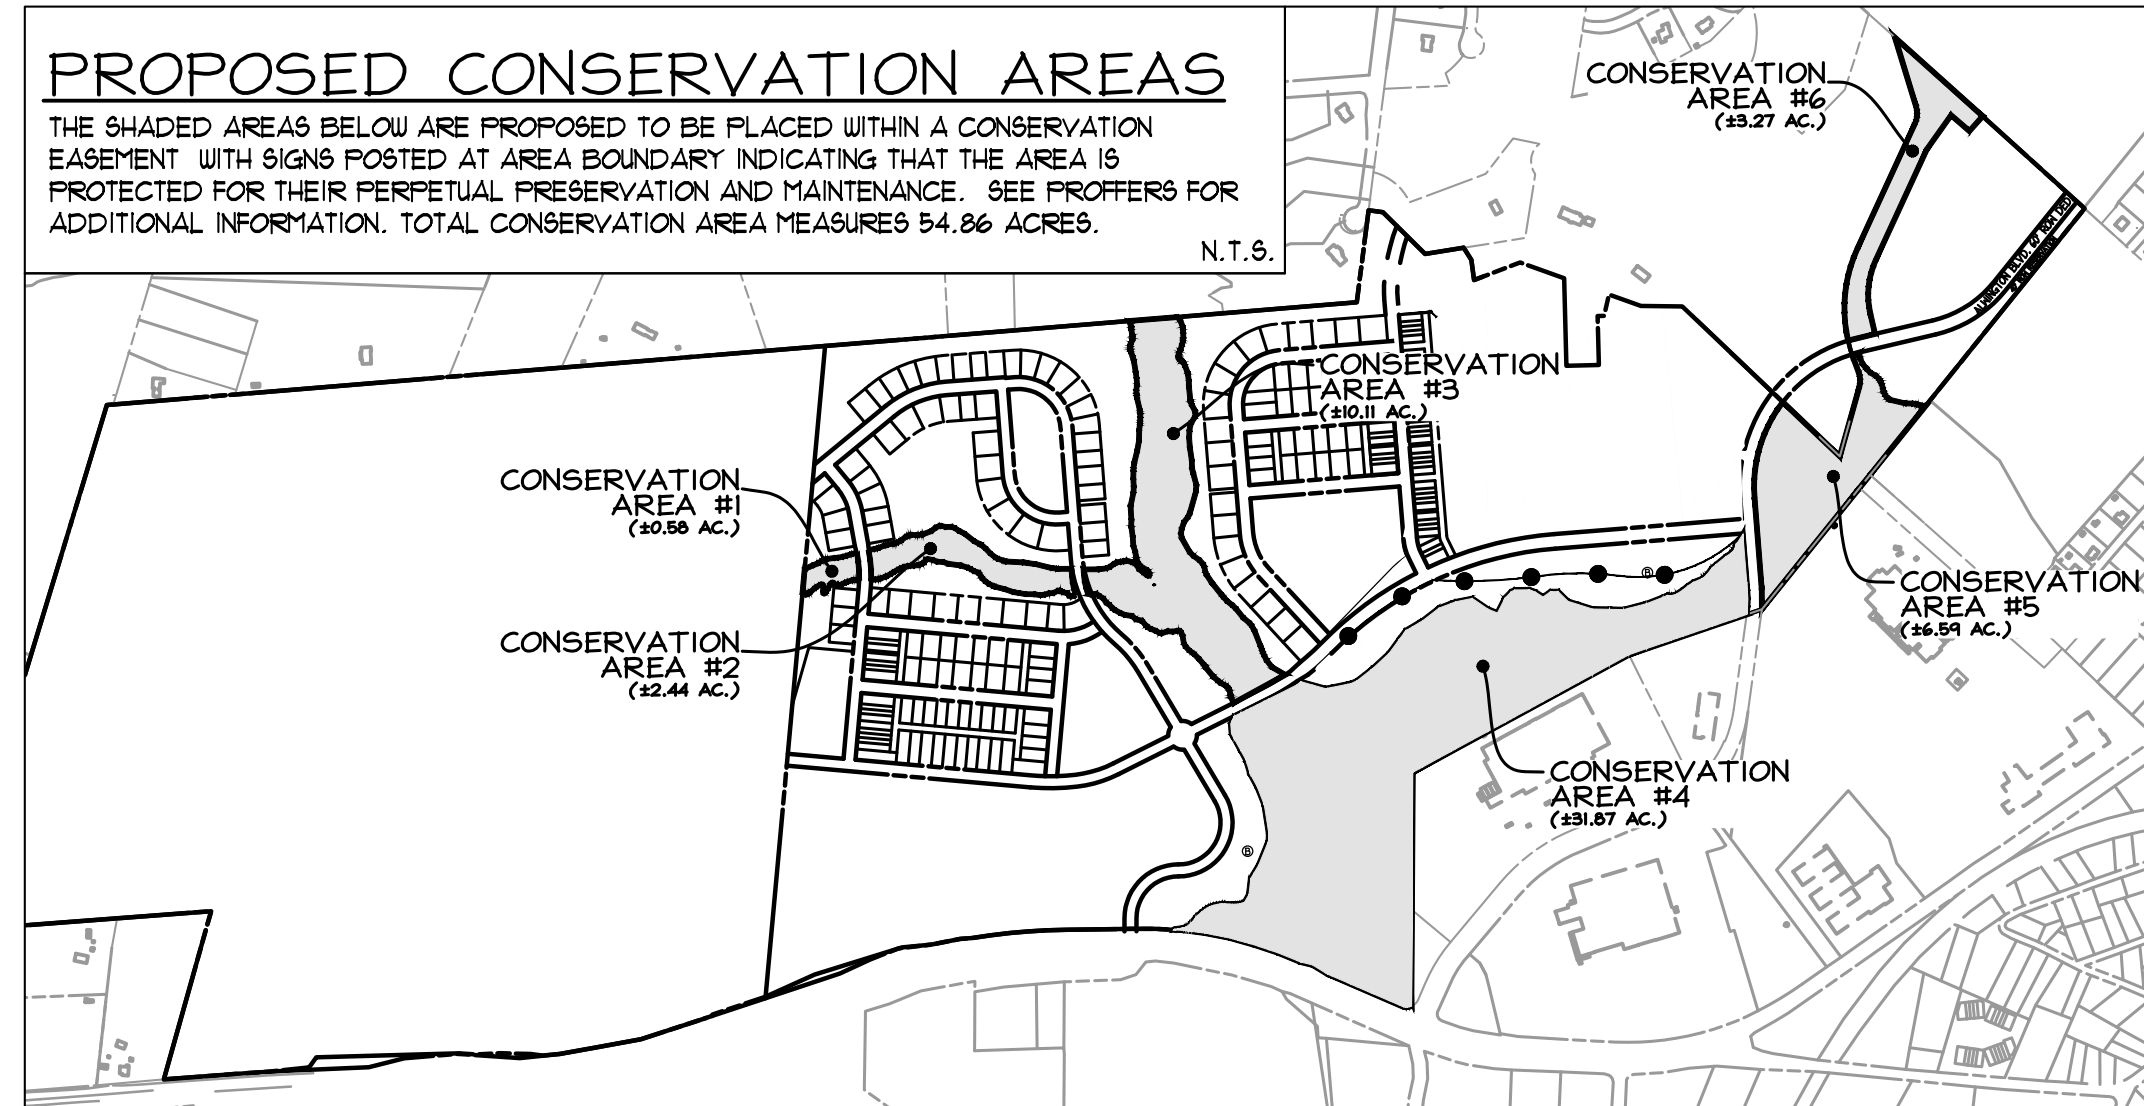 PROPOSED CONSERVATION AREAS
THE SHADED AREAS BELOW ARE PROPOSED TO BE PLACED WITHIN A CONSERVATION
EASEMENT WITH SIGNS POSTED AT AREA BOUNDARY INDICATING THAT THE AREA IS
PROTECTED FOR THEIR PERPETUAL PRESERVATION AND MAINTENANCE. SEE PROFFERS FOR
ADDITIONAL INFORMATION. TOTAL CONSERVATION AREA MEASURES 54.86 ACRES.
N.T.S.
CONSERVATION
AREA #6
(±3.27 AC.)
CONSERVATION
AREA #3
(±10.11 AC.)
CONSERVATION
AREA #1
(±0.58 AC.)
CONSERVATION
AREA #5
(±6.59 AC.)
CONSERVATION
AREA #2
(±2.44 AC.)
CONSERVATION
AREA #4
(±31.87 AC.)
B
B